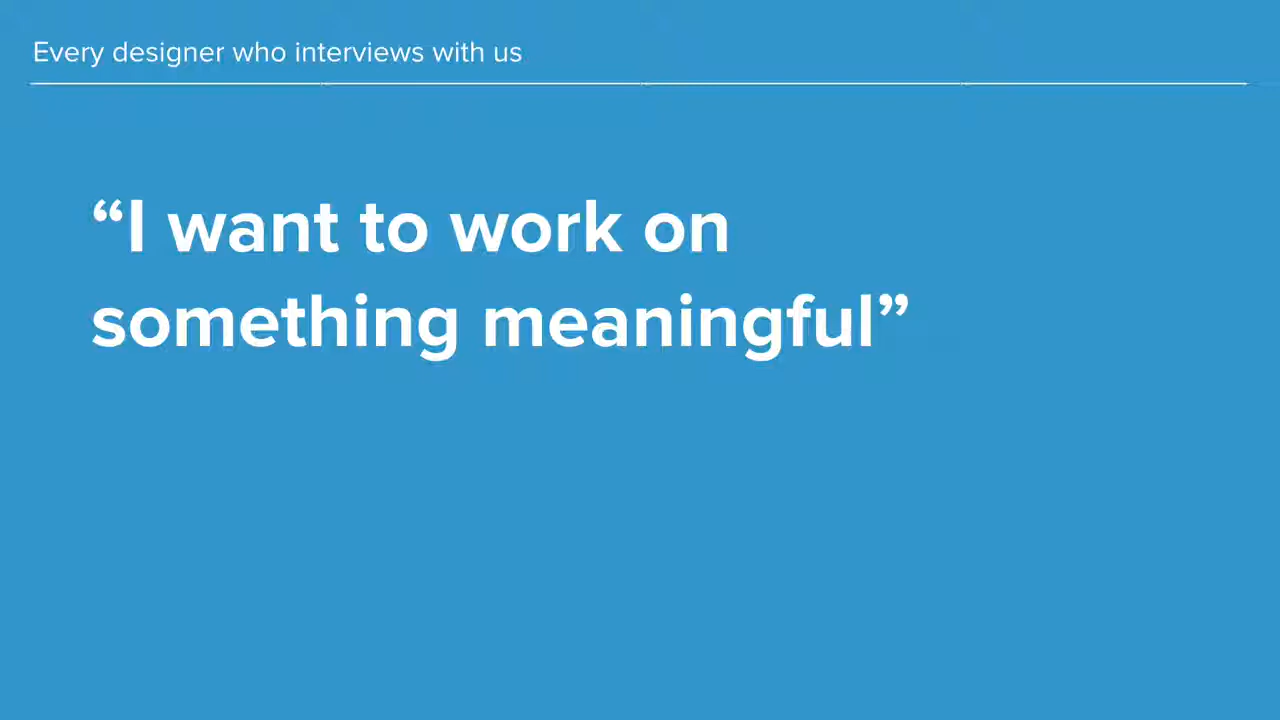 Every designer who interviews with us
“I want to work on
something meaningful”